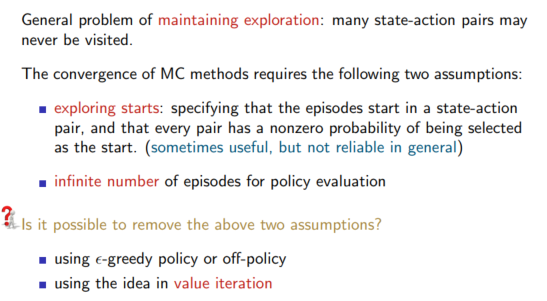 General problem of maintaining exploration: many state-action pairs may
never be visited.
The convergence of MC methods requires the following two assumptions:
exploring starts: specifying that the episodes start in a state-action
pair, and that every pair has a nonzero probability of being selected
as the start. (sometimes useful, but not reliable in general)
infinite number of episodes for policy evaluation
? Is it possible to remove the above two assumptions?
using ϵ-greedy policy or off-policy
using the idea in value iteration